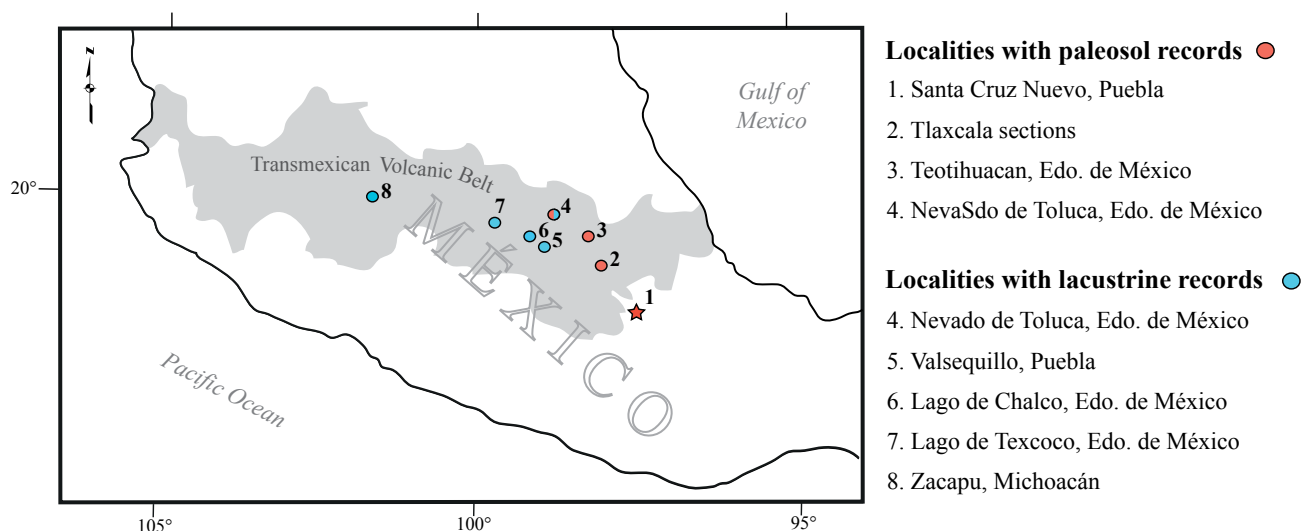 Localities with paleosol records
1. Santa Cruz Nuevo, Puebla
2. Tlaxcala sections
3. Teotihuacan, Edo. de México
4. NevaSdo de Toluca, Edo. de México
Localities with lacustrine records
4. Nevado de Toluca, Edo. de México
5. Valsequillo, Puebla
6. Lago de Chalco, Edo. de México
7. Lago de Texcoco, Edo. de México
8. Zacapu, Michoacán
z
Gulf of
Mexico
Transmexican Volcanic Belt
20°
8
7
4
6
5
3
2
1
MÉXICO
Pacific Ocean
105°
100°
95°